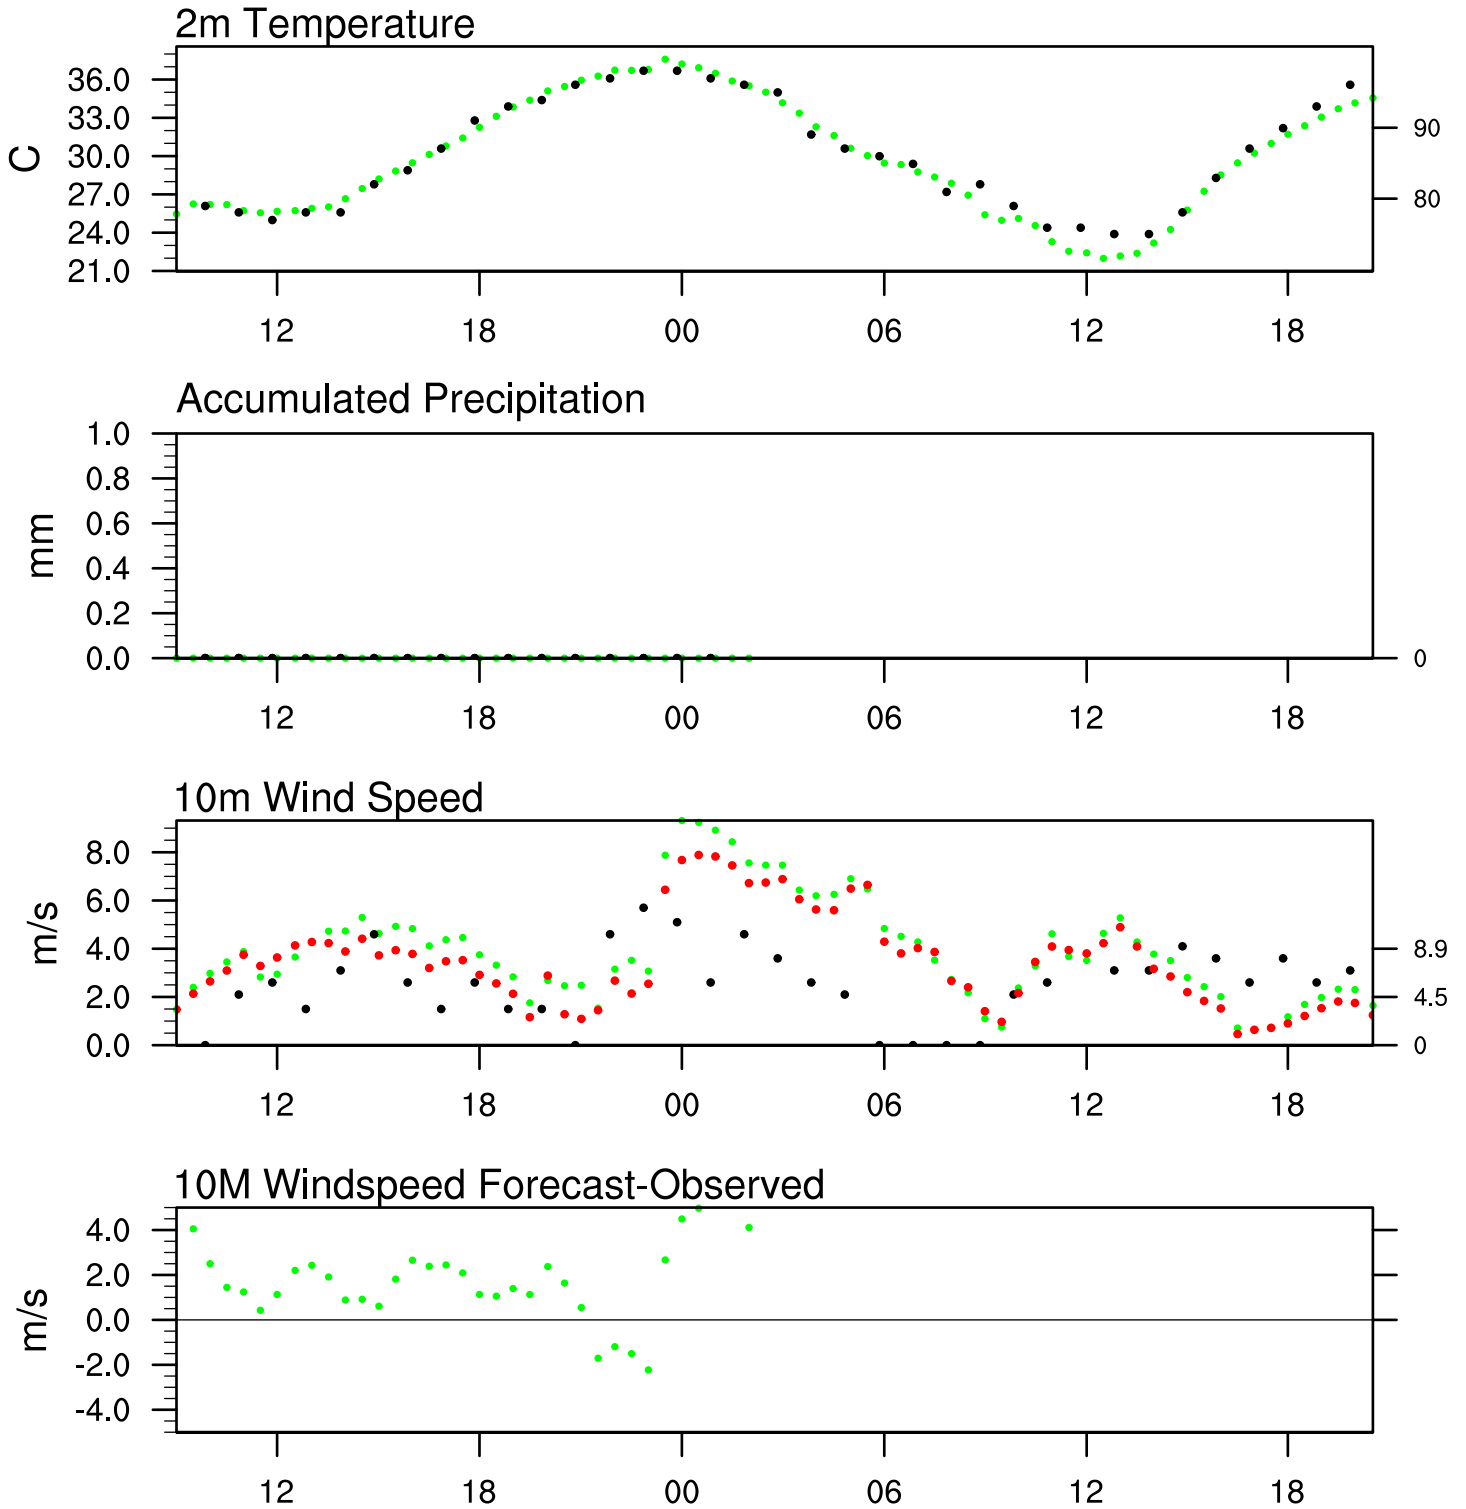 2m Temperature
36.0
33.0
90
C
30.0
27.0
80
24.0
21.0
12 18 00 06 12 18
Accumulated Precipitation
1.0
0.8
0.6
mm
0.4
0.2
0.0
0
12 18 00 06 12 18
10m Wind Speed
8.0
6.0
m/s
4.0
8.9
2.0
4.5
0.0
0
12 18 00 06 12 18
10M Windspeed Forecast-Observed
4.0
2.0
m/s
0.0
-2.0
-4.0
12 18 00 06 12 18